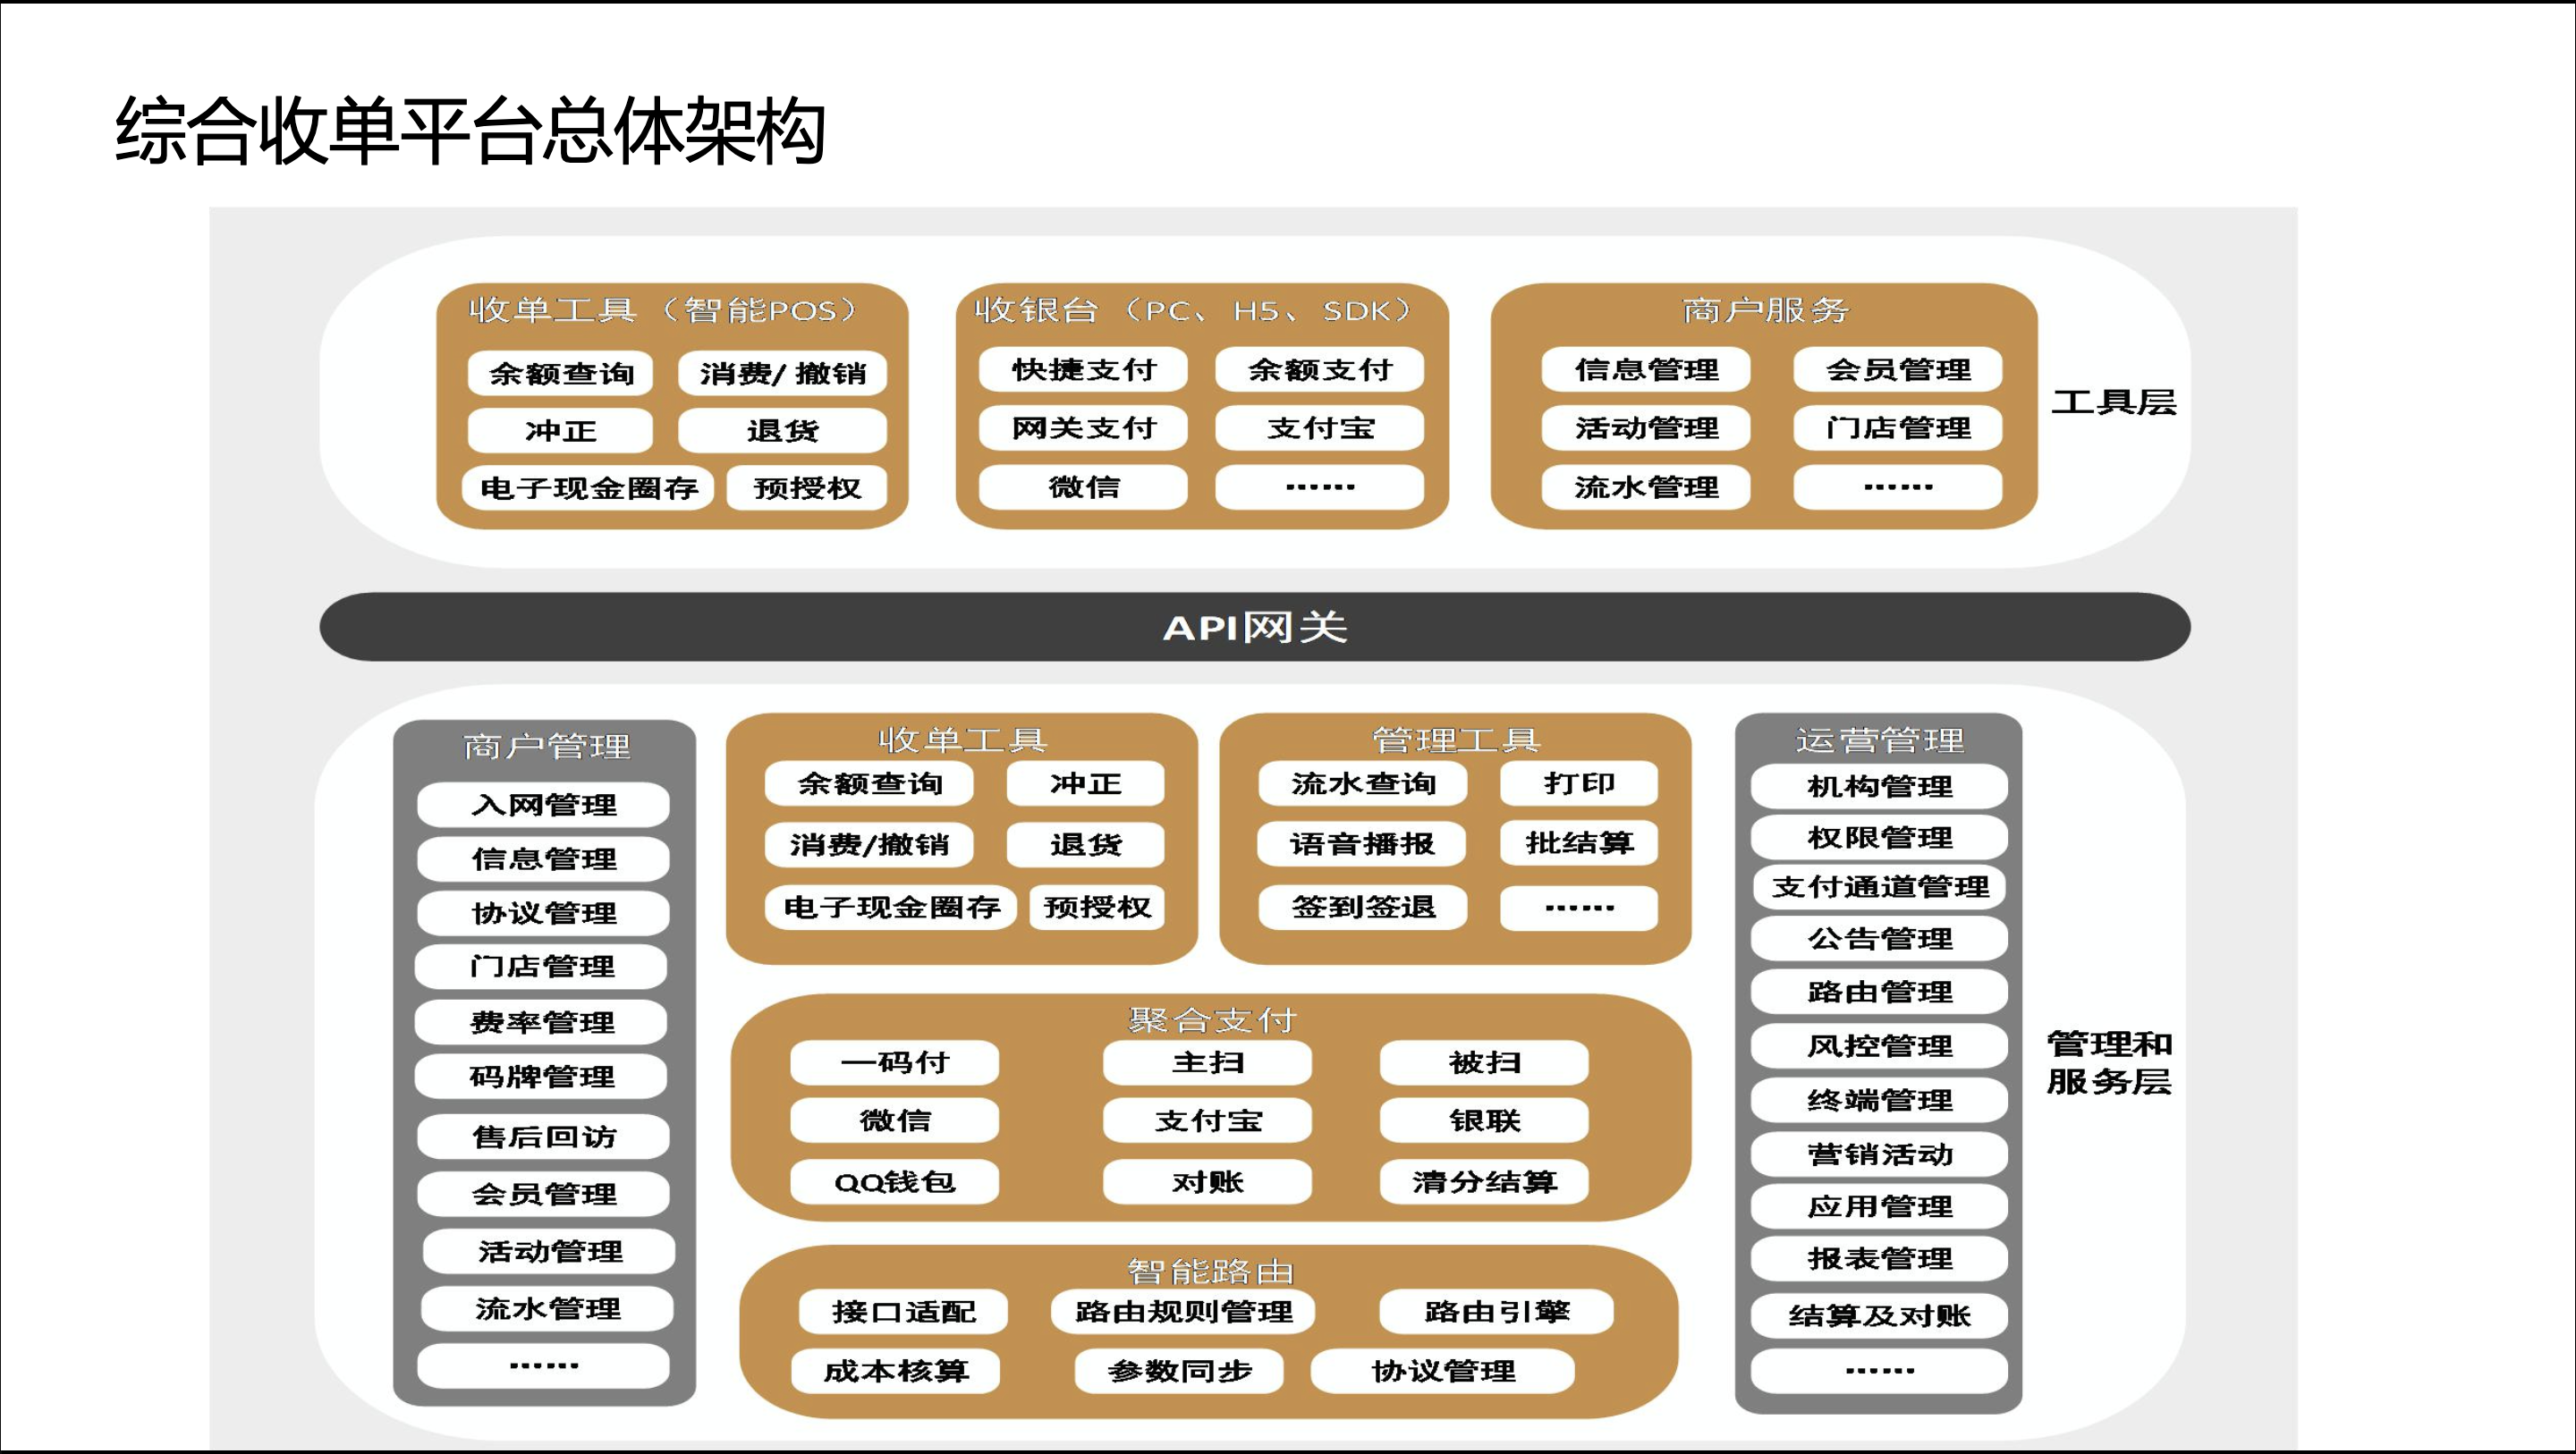 综合收单平台总体架构
收单工具（智能POS）
余额查询
消费/ 撤销
冲正
退货
电子现金圈存
预授权
收银台（PC、H5、SDK）
快捷支付
余额支付
网关支付
支付宝
微信
……
商户服务
信息管理
会员管理
活动管理
门店管理
流水管理
……
工具层
API网关
商户管理
入网管理
信息管理
协议管理
门店管理
费率管理
码牌管理
售后回访
会员管理
活动管理
流水管理
……
收单工具
余额查询
冲正
消费/撤销
退货
电子现金圈存
预授权
管理工具
流水查询
打印
语音播报
批结算
签到签退
……
聚合支付
一码付
主扫
被扫
微信
支付宝
银联
QQ钱包
对账
清分结算
智能路由
接口适配
路由规则管理
路由引擎
成本核算
参数同步
协议管理
运营管理
机构管理
权限管理
支付通道管理
公告管理
路由管理
风控管理
终端管理
营销活动
应用管理
报表管理
结算及对账
……
管理和
服务层